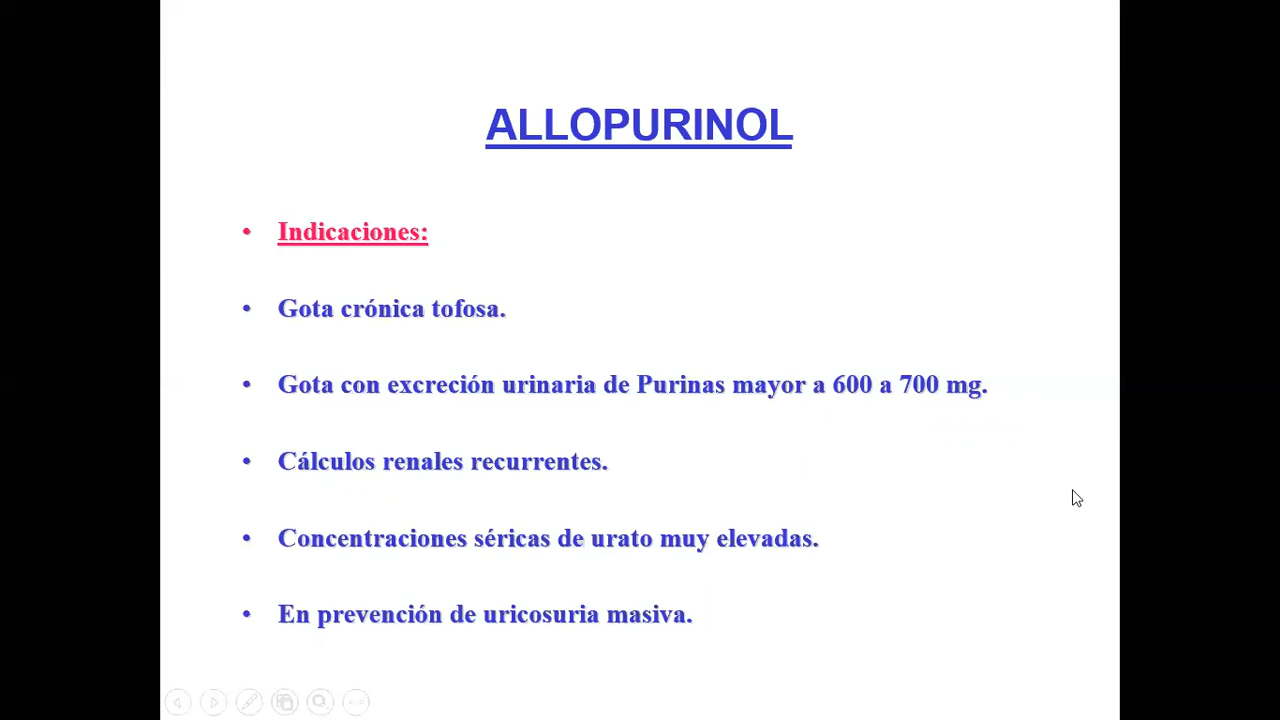 ALLOPURINOL
• Indicaciones:
• Gota crónica tofosa.
• Gota con excreción urinaria de Purinas mayor a 600 a 700 mg.
• Cálculos renales recurrentes.
• Concentraciones séricas de urato muy elevadas.
• En prevención de uricosuria masiva.